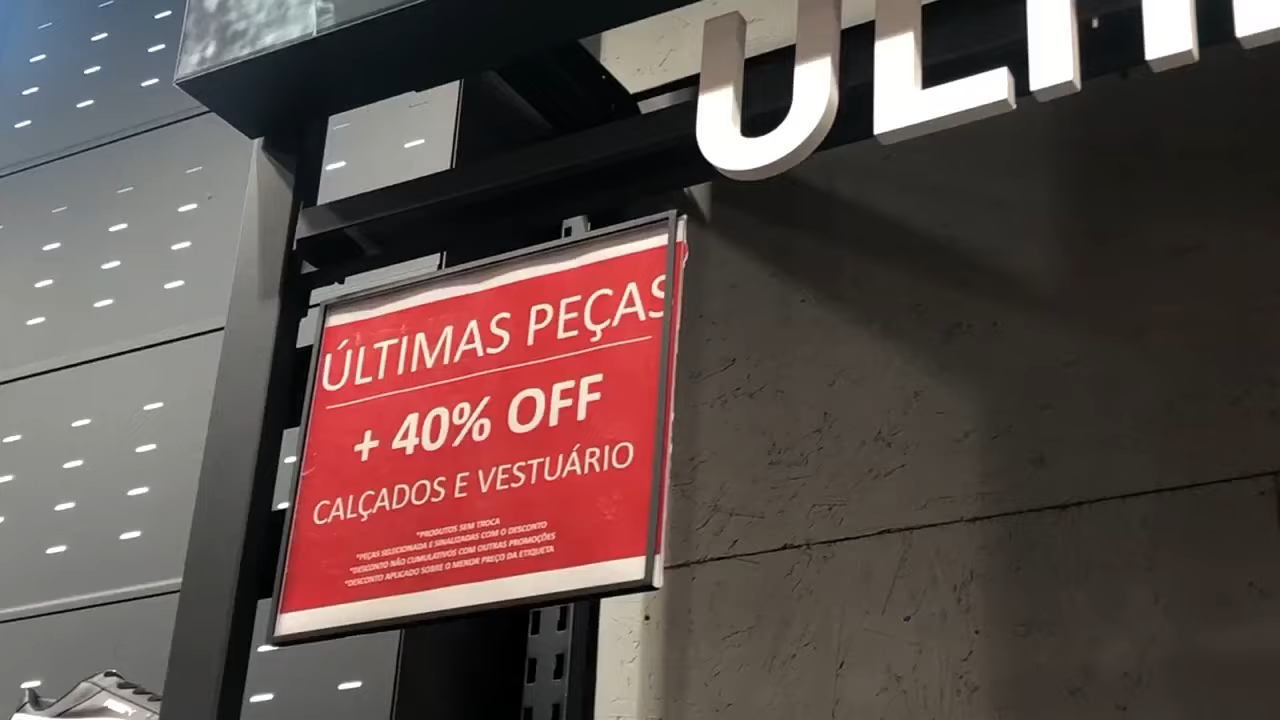 ÚLTIMAS PEÇAS
+ 40% OFF
CALÇADOS E VESTUÁRIO
*PRODUTOS SEM TROCA
*PEÇAS SELECIONADA E SINALIZADAS COM O DESCONTO
*DESCONTO NÃO CUMULATIVOS COM OUTRAS PROMOÇÕES
*DESCONTO APLICADO SOBRE O MENOR PREÇO DA ETIQUETA